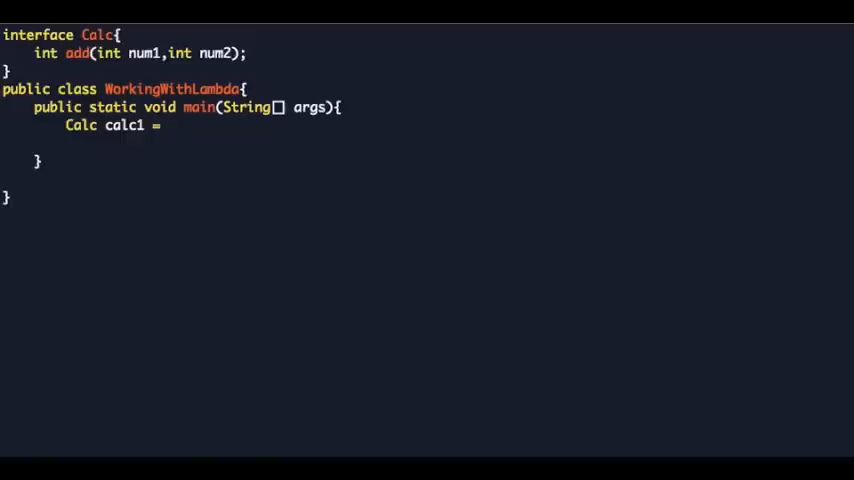 interface Calc{
int add(int num1,int num2);
}
public class WorkingWithLambda{
public static void main(String[] args){
Calc calc1 =
}
}